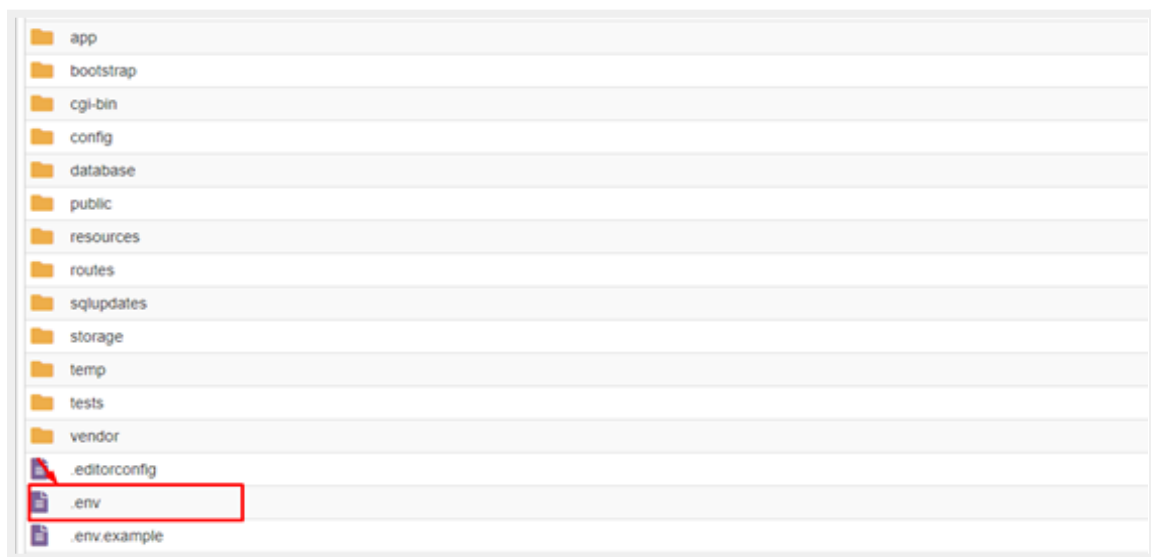 app
bootstrap
cgi-bin
config
database
public
resources
routes
sqlupdates
storage
temp
tests
vendor
.editorconfig
.env
.env.example